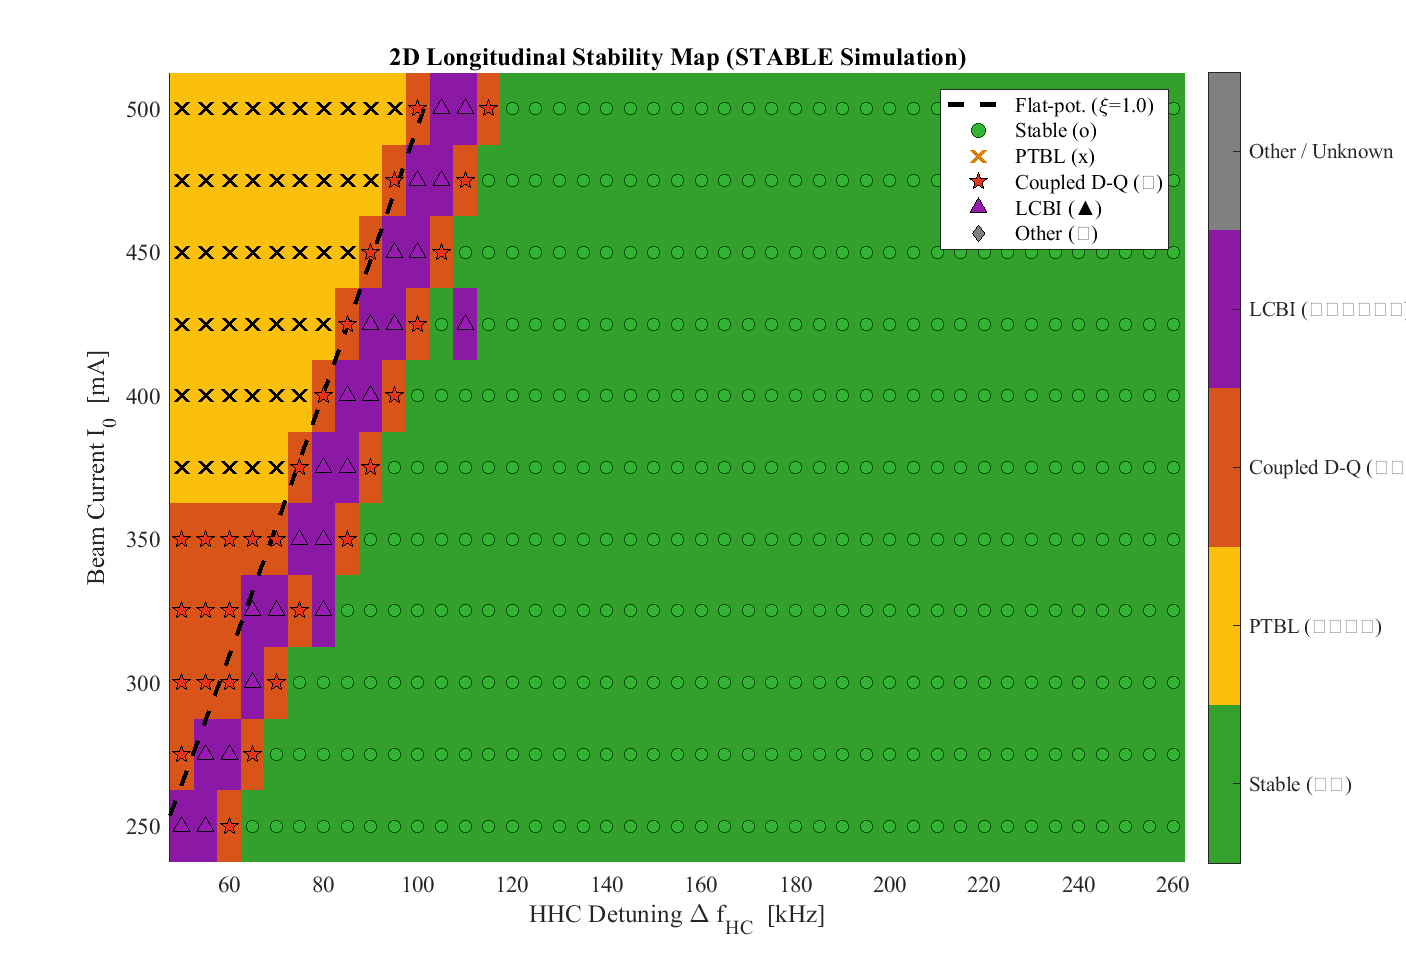 2D Longitudinal Stability Map (STABLE Simulation)
Flat-pot. (ξ=1.0)
Stable (o)
PTBL (x)
Coupled D-Q (□)
LCBI (▲)
Other (□)
500
450
400
350
300
250
Beam Current I0 [mA]
60 80 100 120 140 160 180 200 220 240 260
HHC Detuning Δ fHC [kHz]
Other / Unknown
LCBI (□□□□□□)
Coupled D-Q (□□
PTBL (□□□□)
Stable (□□)